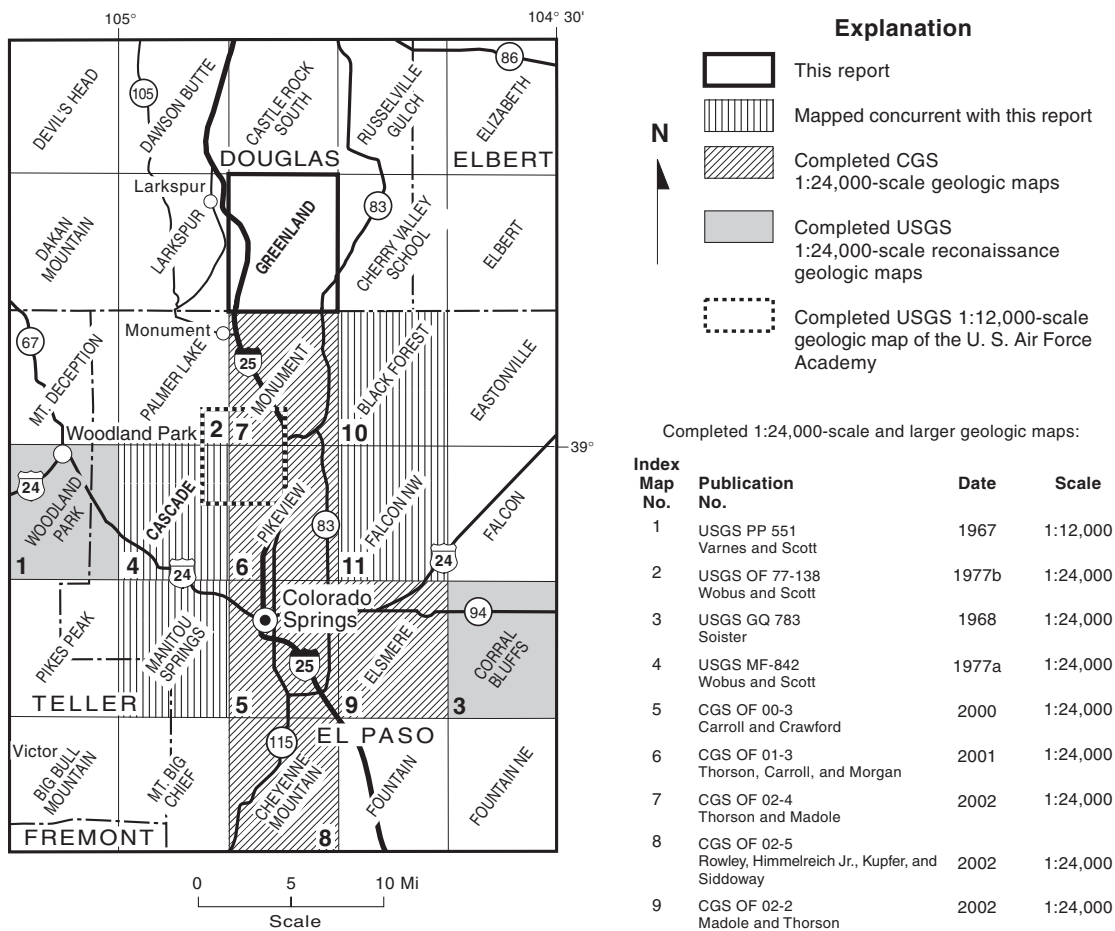 105°
104° 30'
DEVIL'S HEAD
105
DAWSON BUTTE
CASTLE ROCK
SOUTH
RUSSELVILLE
GULCH
86
ELIZABETH
DOUGLAS
ELBERT
Larkspur
DAKAN
MOUNTAIN
LARKSPUR
GREENLAND
83
CHERRY VALLEY
SCHOOL
ELBERT
Monument
67
MT. DECEPTION
PALMER LAKE
25
MONUMENT
BLACK FOREST
EASTONVILLE
Woodland Park
2
7
10
39°
24
WOODLAND
PARK
CASCADE
PIKEVIEW
83
FALCON NW
FALCON
1
4
24
6
11
24
PIKES PEAK
MANITOU
SPRINGS
Colorado
Springs
94
25
ELSMERE
CORRAL
BLUFFS
TELLER
5
9
3
Victor
BIG BULL
MOUNTAIN
MT. BIG
CHIEF
115
CHEYENNE
MOUNTAIN
EL PASO
FOUNTAIN
FOUNTAIN NE
FREMONT
8
0 5 10 Mi
Scale
N
Explanation
This report
Mapped concurrent with this report
Completed CGS
1:24,000-scale geologic maps
Completed USGS
1:24,000-scale reconaissance
geologic maps
Completed USGS 1:12,000-scale
geologic map of the U. S. Air Force
Academy
Completed 1:24,000-scale and larger geologic maps:
Index
Map Publication Date Scale
No. No.
1 USGS PP 551 1967 1:12,000
Varnes and Scott
2 USGS OF 77-138 1977b 1:24,000
Wobus and Scott
3 USGS GQ 783 1968 1:24,000
Soister
4 USGS MF-842 1977a 1:24,000
Wobus and Scott
5 CGS OF 00-3 2000 1:24,000
Carroll and Crawford
6 CGS OF 01-3 2001 1:24,000
Thorson, Carroll, and Morgan
7 CGS OF 02-4 2002 1:24,000
Thorson and Madole
8 CGS OF 02-5
Rowley, Himmelreich Jr., Kupfer, and 2002 1:24,000
Siddoway
9 CGS OF 02-2 2002 1:24,000
Madole and Thorson